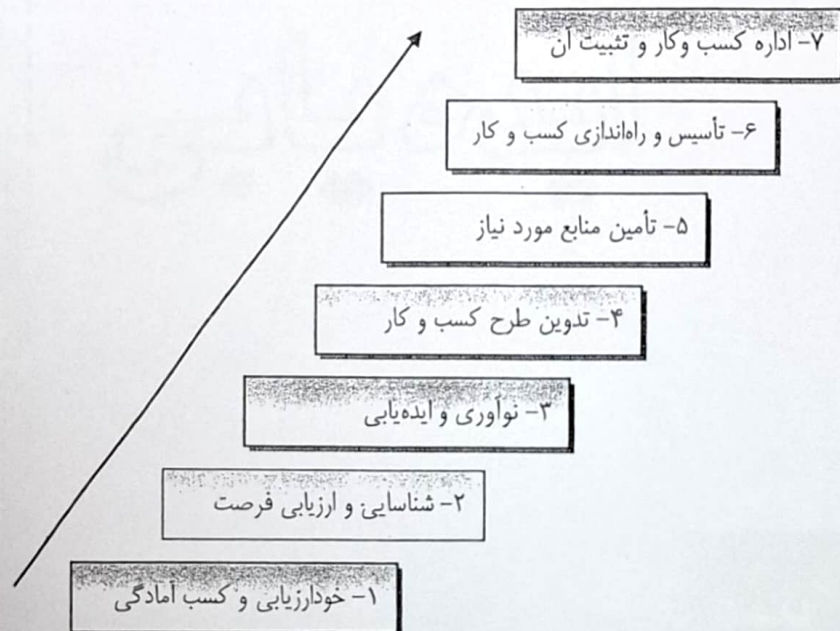 ۷- اداره کسب وکار و تثبیت آن
۶- تأسیس و راه‌اندازی کسب و کار
۵- تأمین منابع مورد نیاز
۴- تدوین طرح کسب و کار
۳- نوآوری و ایده‌یابی
۲- شناسایی و ارزیابی فرصت
۱- خودارزیابی و کسب آمادگی